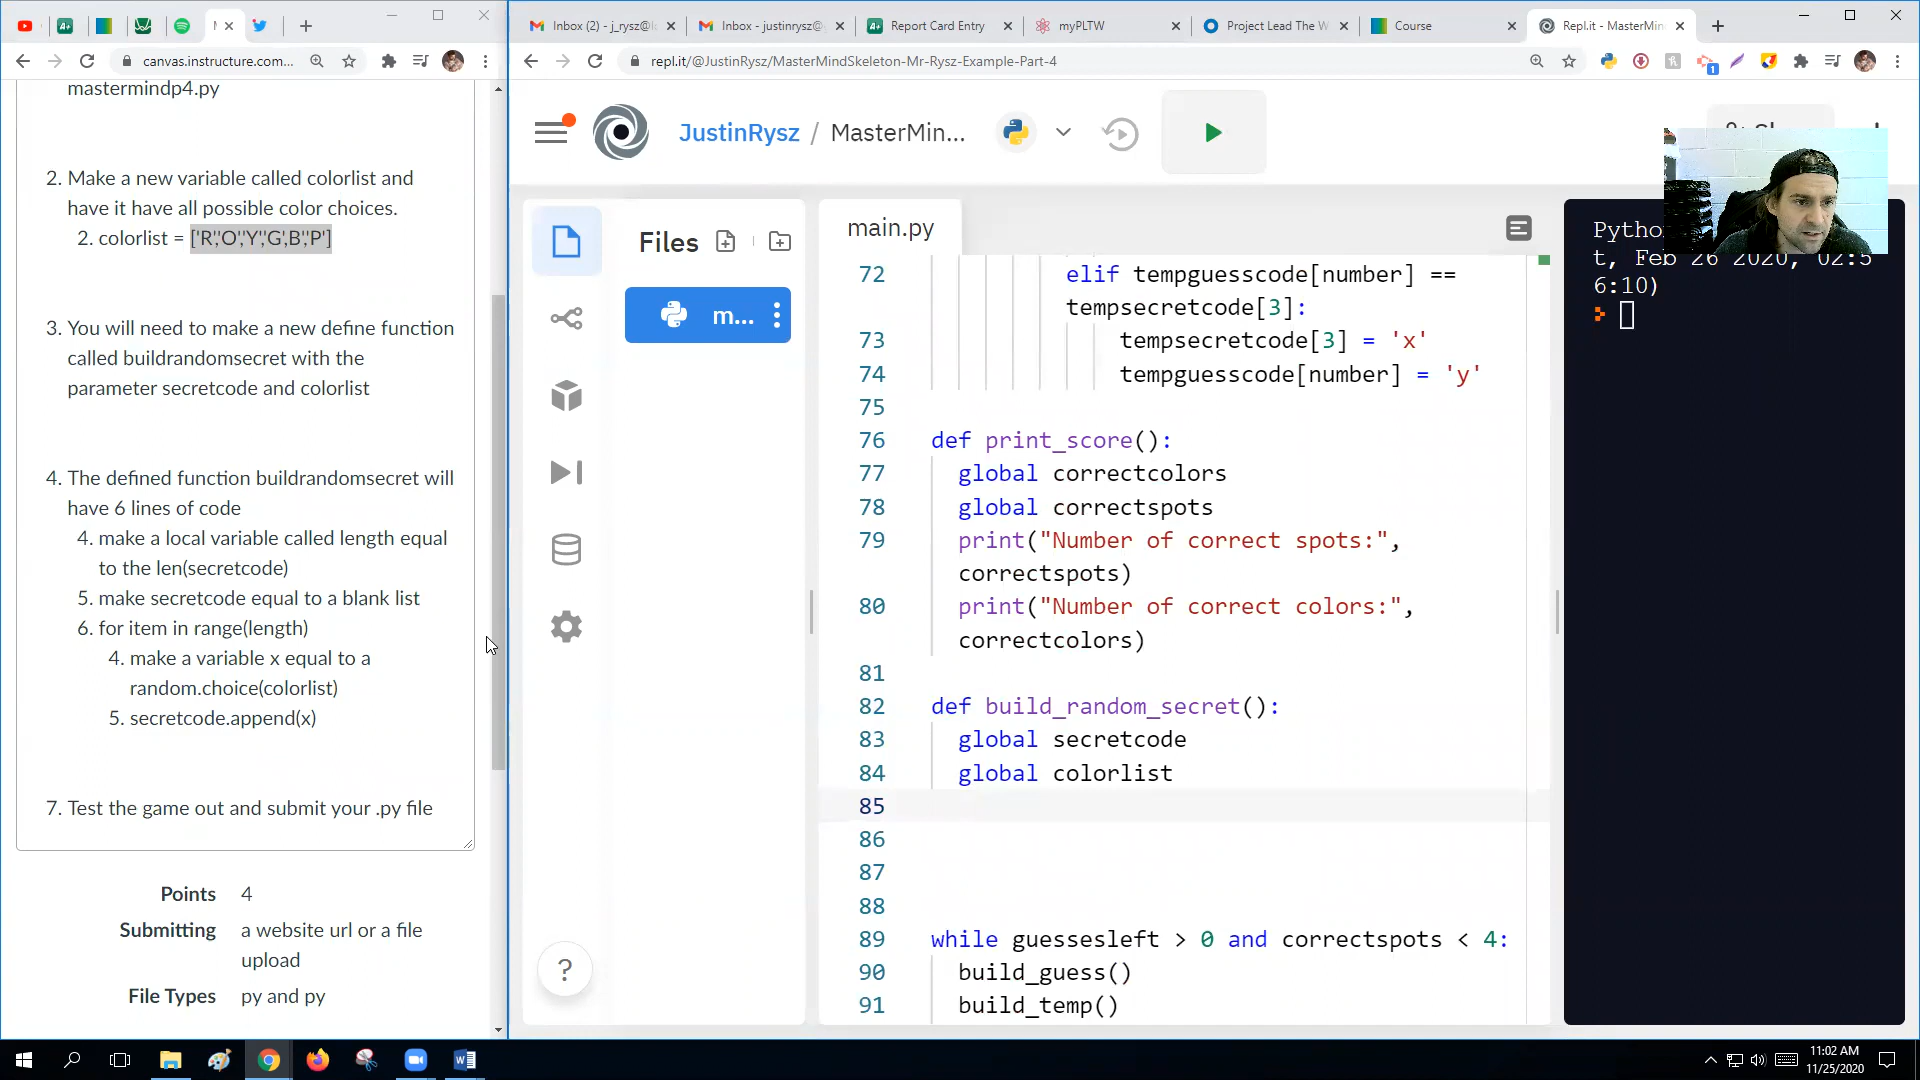 M
Inbox (2) - j_rysz@l
Inbox - justinrysz@
Report Card Entry
myPLTW
Project Lead The W
Course
Repl.it - MasterMin
canvas.instructure.com...
repl.it/@JustinRysz/MasterMindSkeleton-Mr-Rysz-Example-Part-4
mastermindp4.py
2. Make a new variable called colorlist and
have it have all possible color choices.
2. colorlist = ['R','O','Y','G,B','P']
3. You will need to make a new define function
called buildrandomsecret with the
parameter secretcode and colorlist
4. The defined function buildrandomsecret will
have 6 lines of code
4. make a local variable called length equal
to the len(secretcode)
5. make secretcode equal to a blank list
6. for item in range(length)
4. make a variable x equal to a
random.choice(colorlist)
5. secretcode.append(x)
7. Test the game out and submit your .py file
Points 4
Submitting a website url or a file
upload
File Types py and py
JustinRysz / MasterMin...
Files
m...
?
main.py
72 elif tempguesscode[number] ==
tempsecretcode[3]:
73 tempsecretcode[3] = 'x'
74 tempguesscode[number] = 'y'
75
76 def print_score():
77 global correctcolors
78 global correctspots
79 print("Number of correct spots:",
correctspots)
80 print("Number of correct colors:",
correctcolors)
81
82 def build_random_secret():
83 global secretcode
84 global colorlist
85
86
87
88
89 while guessesleft > 0 and correctspots < 4:
90 build_guess()
91 build_temp()
t, Feb 26 2020, 02:5
6:10)
11:02 AM
11/25/2020